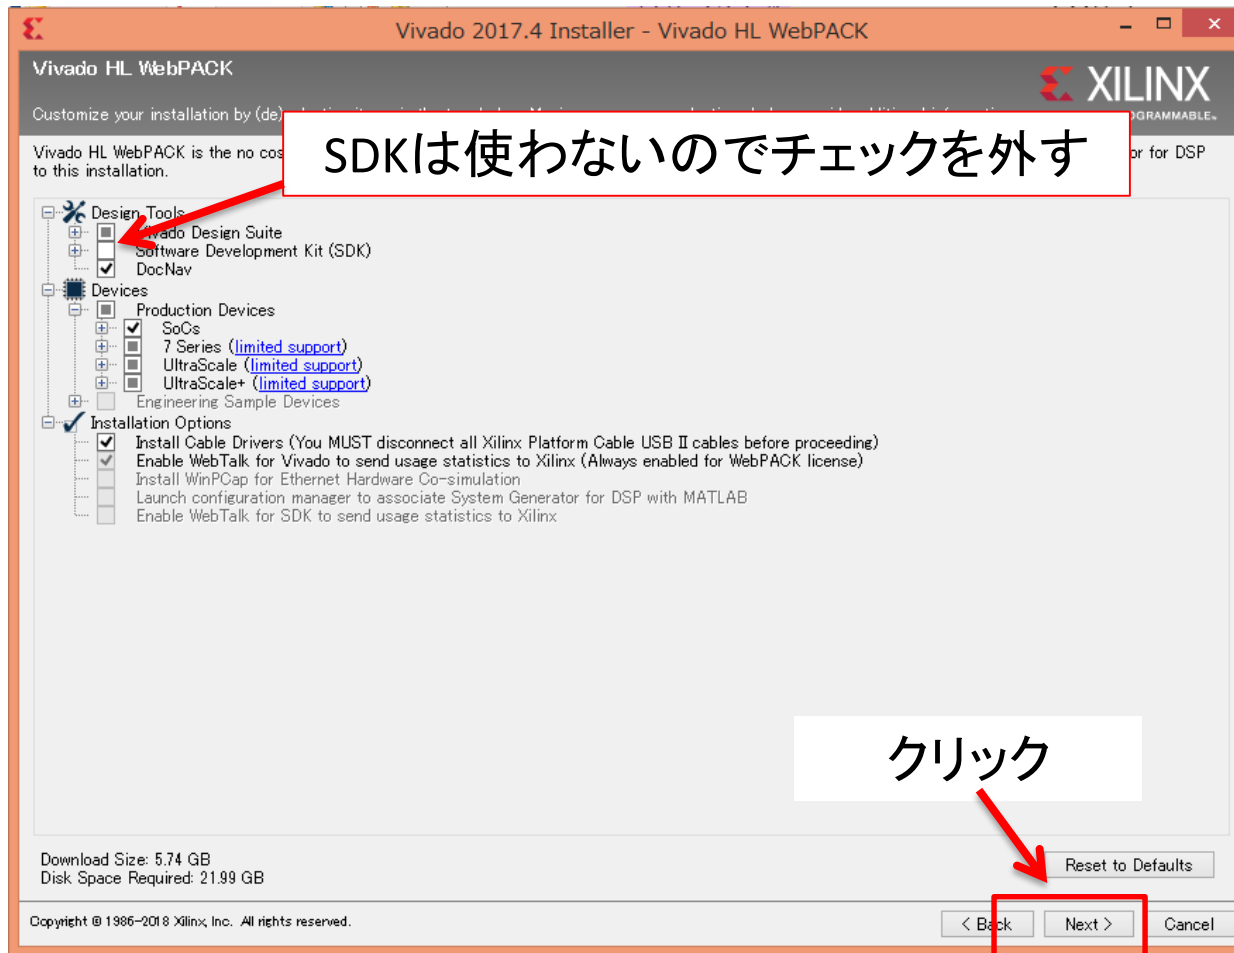 Vivado 2017.4 Installer - Vivado HL WebPACK
Vivado HL WebPACK
XILINX
Customize your installation by (de)
OGRAMMABLE.
SDKは使わないのでチェックを外す
Vivado HL WebPACK is the no cos
or for DSP
to this installation.
Design Tools
Vivado Design Suite
Software Development Kit (SDK)
DocNav
Devices
Production Devices
SoCs
7 Series (limited support)
UltraScale (limited support)
UltraScale+ (limited support)
Engineering Sample Devices
Installation Options
Install Cable Drivers (You MUST disconnect all Xilinx Platform Cable USB II cables before proceeding)
Enable WebTalk for Vivado to send usage statistics to Xilinx (Always enabled for WebPACK license)
Install WinPCap for Ethernet Hardware Co-simulation
Launch configuration manager to associate System Generator for DSP with MATLAB
Enable WebTalk for SDK to send usage statistics to Xilinx
クリック
Download Size: 5.74 GB
Disk Space Required: 21.99 GB
Reset to Defaults
Copyright © 1986-2018 Xilinx, Inc. All rights reserved.
< Back
Next >
Cancel